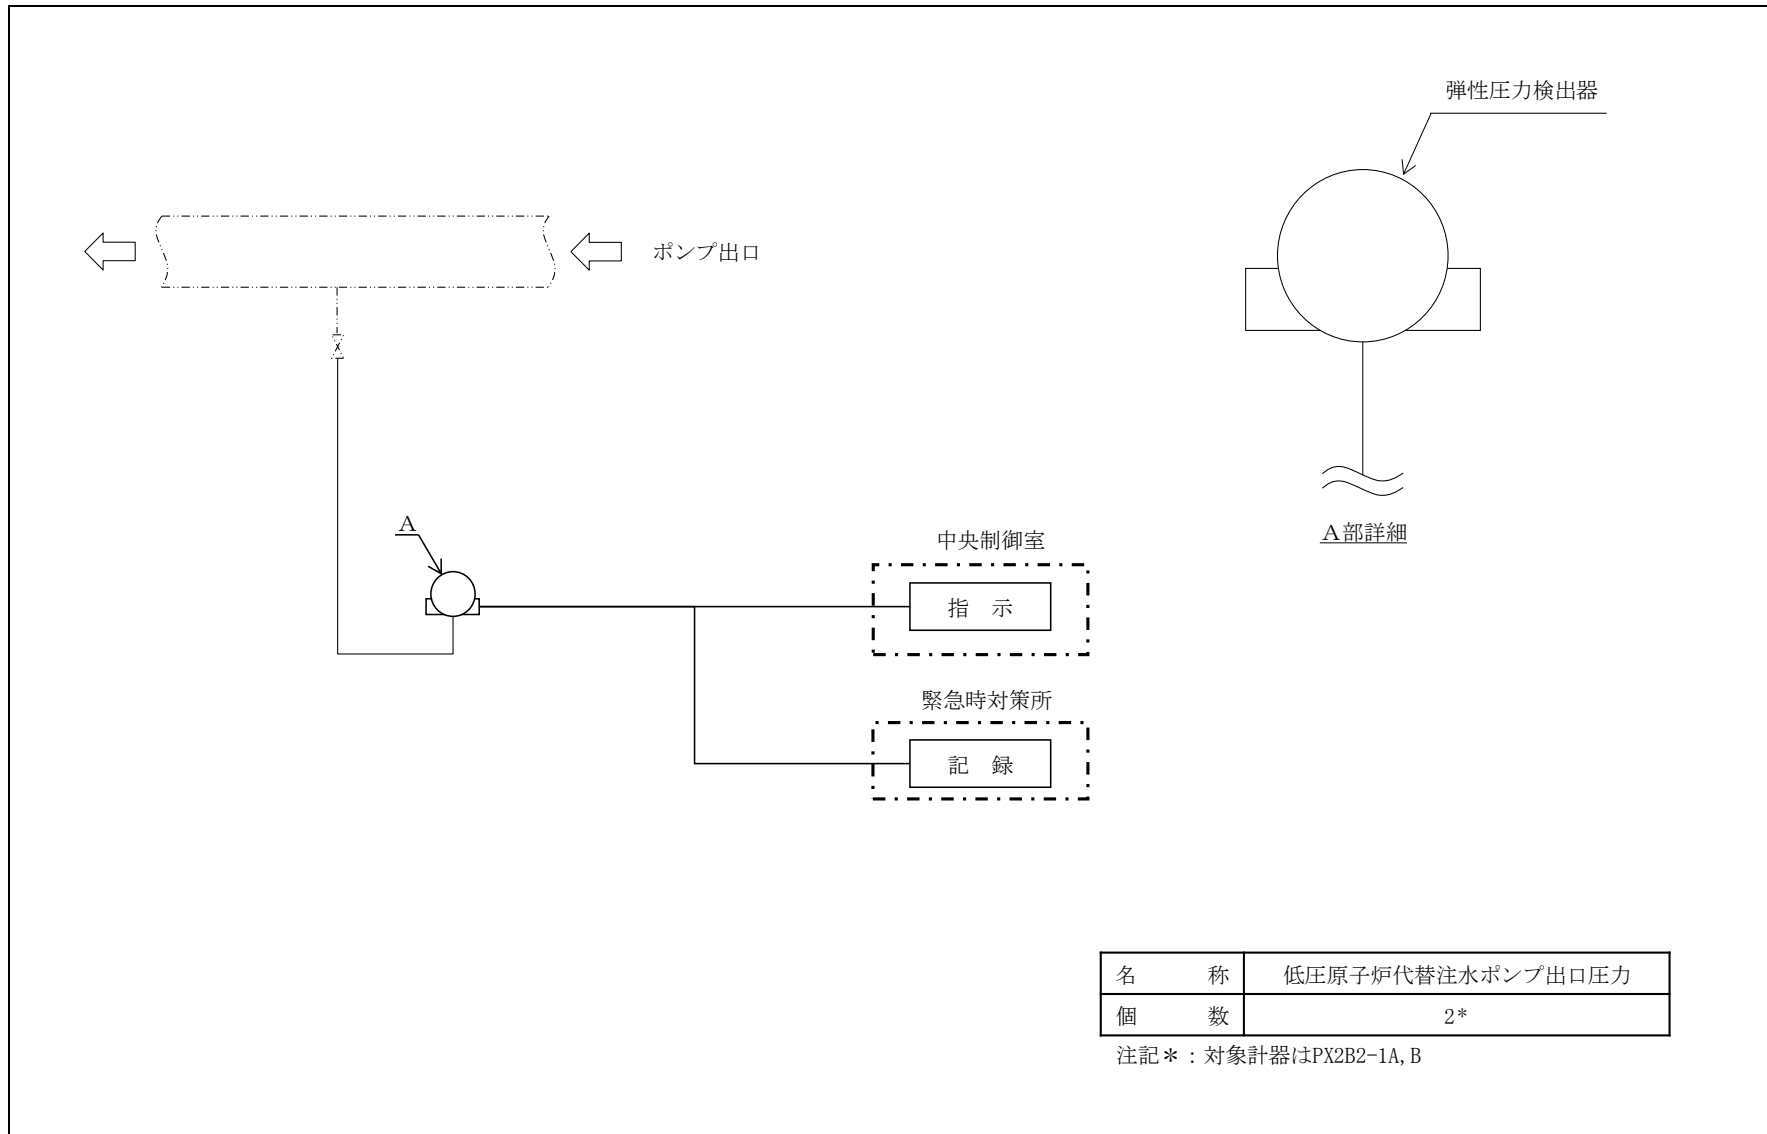 弾性圧力検出器
ポンプ出口
A
A部詳細
中央制御室
指 示
緊急時対策所
記 録
名 称 低圧原子炉代替注水ポンプ出口圧力
個 数 2*
注記＊：対象計器はPX2B2-1A,B